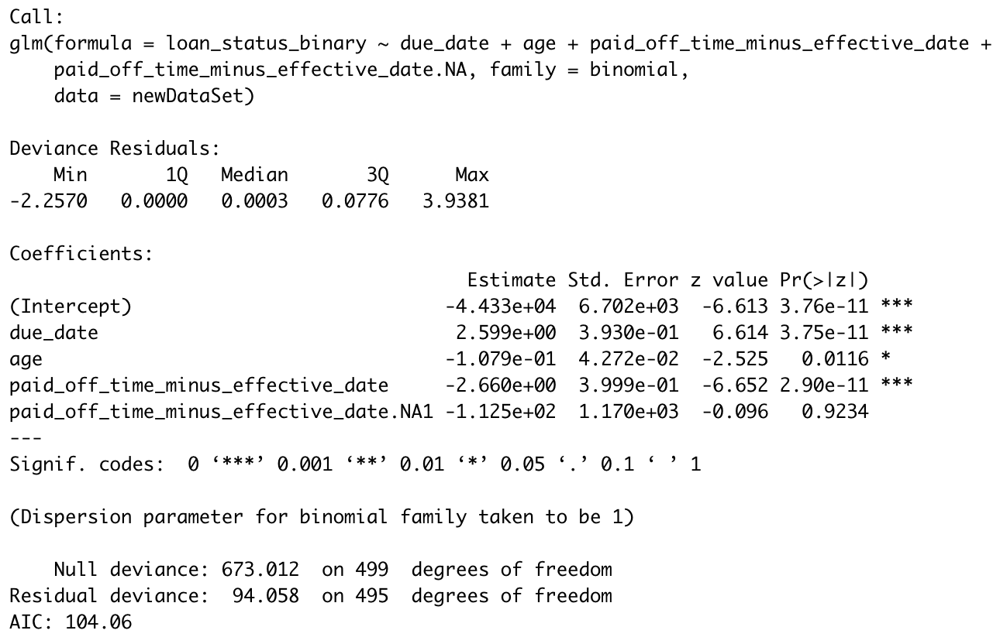 Call:
glm(formula = loan_status_binary ~ due_date + age + paid_off_time_minus_effective_date +
    paid_off_time_minus_effective_date.NA, family = binomial,
    data = newDataSet)

Deviance Residuals:
    Min       1Q   Median       3Q      Max
-2.2570   0.0000   0.0003   0.0776   3.9381

Coefficients:
                                         Estimate Std. Error z value Pr(>|z|)
(Intercept)                            -4.433e+04  6.702e+03  -6.613 3.76e-11 ***
due_date                                2.599e+00  3.930e-01   6.614 3.75e-11 ***
age                                    -1.079e-01  4.272e-02  -2.525   0.0116 *
paid_off_time_minus_effective_date     -2.660e+00  3.999e-01  -6.652 2.90e-11 ***
paid_off_time_minus_effective_date.NA1 -1.125e+02  1.170e+03  -0.096   0.9234
---
Signif. codes:  0 ‘***’ 0.001 ‘**’ 0.01 ‘*’ 0.05 ‘.’ 0.1 ‘ ’ 1

(Dispersion parameter for binomial family taken to be 1)

    Null deviance: 673.012  on 499  degrees of freedom
Residual deviance:  94.058  on 495  degrees of freedom
AIC: 104.06